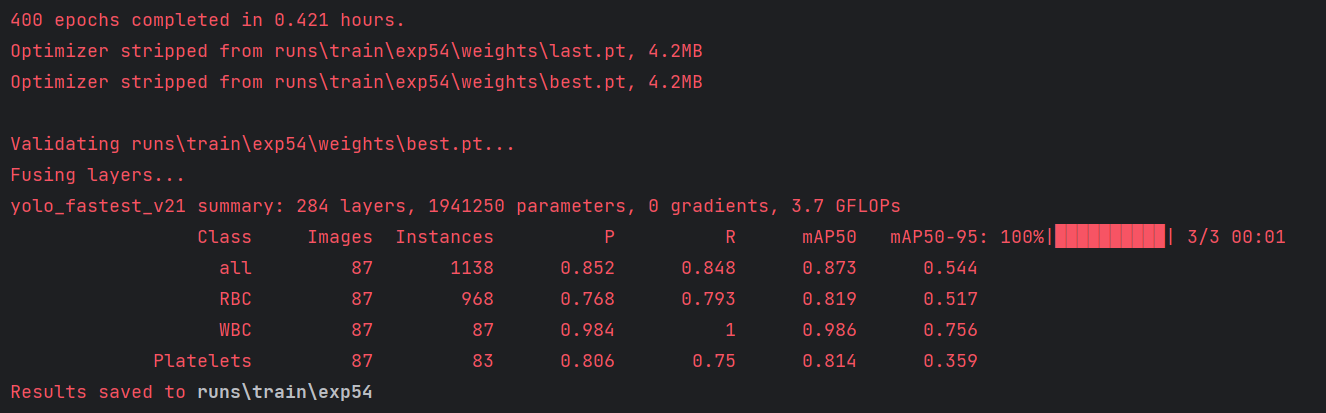 400 epochs completed in 0.421 hours.
Optimizer stripped from runs\train\exp54\weights\last.pt, 4.2MB
Optimizer stripped from runs\train\exp54\weights\best.pt, 4.2MB
Validating runs\train\exp54\weights\best.pt...
Fusing layers...
yolo_fastest_v21 summary: 284 layers, 1941250 parameters, 0 gradients, 3.7 GFLOPs
Class Images Instances P R mAP50 mAP50-95: 100%|██████████| 3/3 00:01
all 87 1138 0.852 0.848 0.873 0.544
RBC 87 968 0.768 0.793 0.819 0.517
WBC 87 87 0.984 1 0.986 0.756
Platelets 87 83 0.806 0.75 0.814 0.359
Results saved to runs\train\exp54